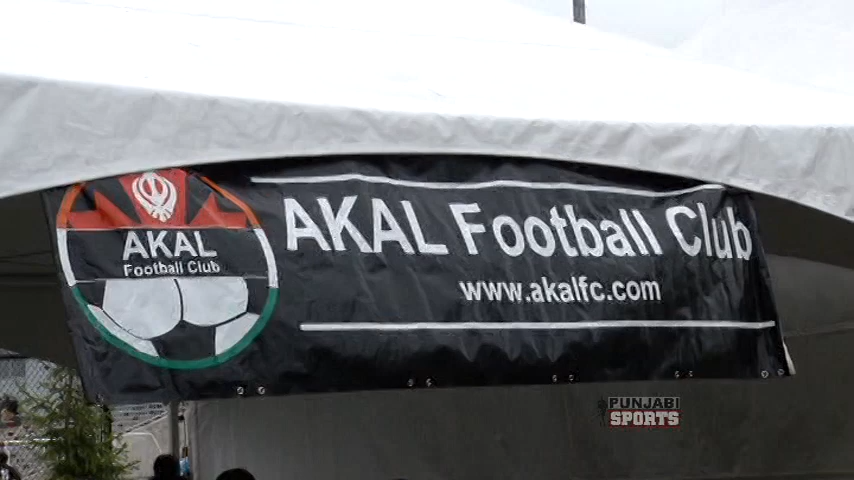 AKAL
Football Club
AKAL Football Club
www.akalfc.com
PUNJABI
SPORTS